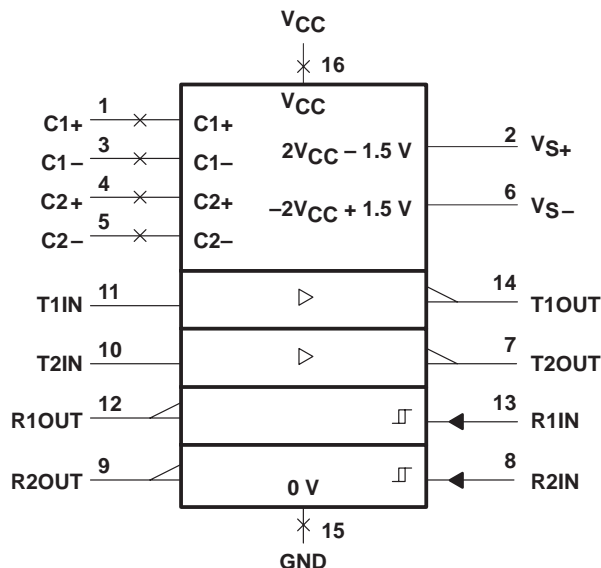 VCC
16
VCC
1
C1+
C1+
3
C1−
C1−
4
C2+
C2+
5
C2−
C2−
2VCC − 1.5 V
2
VS+
−2VCC + 1.5 V
6
VS−
T1IN
11
14
T1OUT
T2IN
10
7
T2OUT
R1OUT
12
13
R1IN
R2OUT
9
8
R2IN
0 V
15
GND